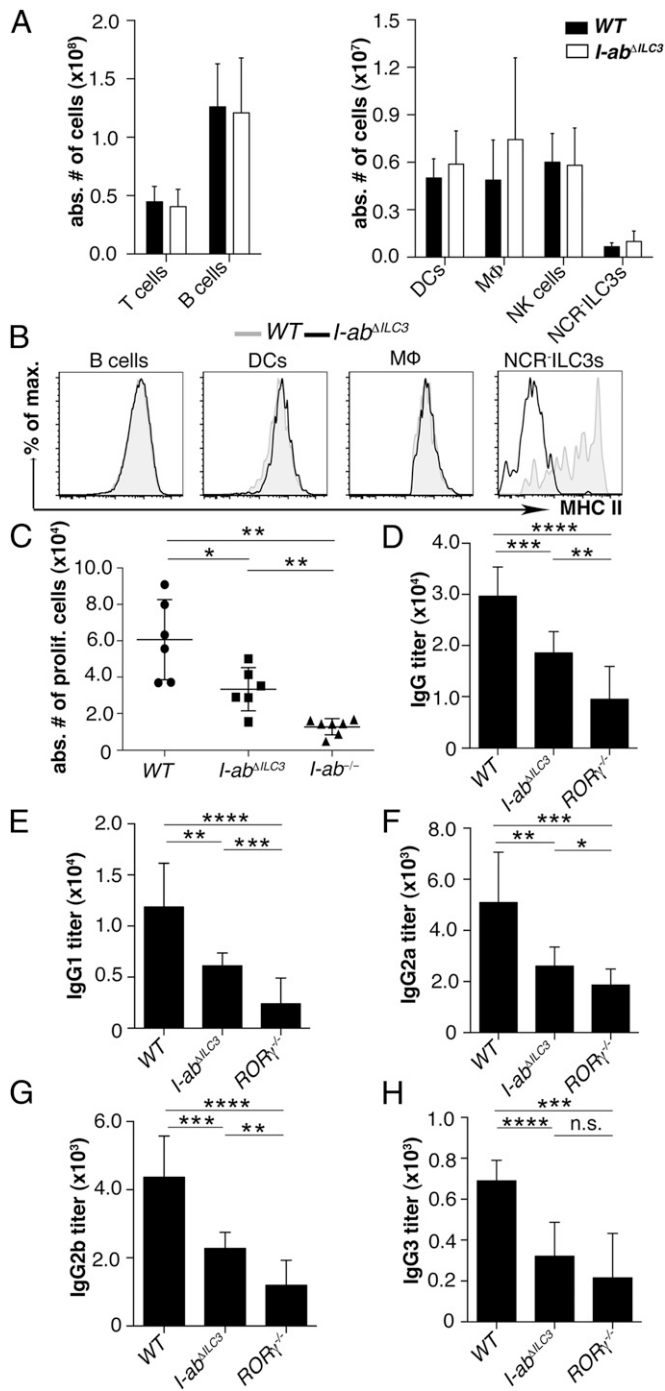 A
abs. # of cells (x10⁸)
2.0
1.5
1.0
0.5
0.0
T cells
B cells
abs. # of cells (x10⁷)
1.5
1.2
0.9
0.6
0.3
0.0
DCs
MΦ
NK cells
NCR⁻ILC3s
WT
I-ab^ΔILC3
B
WT
I-ab^ΔILC3
B cells
DCs
MΦ
NCR⁻ILC3s
% of max.
MHC II
C
abs. # of prolif. cells (x10⁴)
10.0
8.0
6.0
4.0
2.0
0
**
*
**
WT
I-ab^ΔILC3
I-ab⁻/⁻
D
IgG titer (x10⁴)
4.0
3.0
2.0
1.0
0
****
***
**
WT
I-ab^ΔILC3
RORγ⁻/⁻
E
IgG1 titer (x10⁴)
2.0
1.5
1.0
0.5
0
****
**
***
WT
I-ab^ΔILC3
RORγ⁻/⁻
F
IgG2a titer (x10³)
8.0
6.0
4.0
2.0
0
***
**
*
WT
I-ab^ΔILC3
RORγ⁻/⁻
G
IgG2b titer (x10³)
6.0
4.0
2.0
0
****
***
**
WT
I-ab^ΔILC3
RORγ⁻/⁻
H
IgG3 titer (x10³)
0.8
0.6
0.4
0.2
0
***
****
n.s.
WT
I-ab^ΔILC3
RORγ⁻/⁻